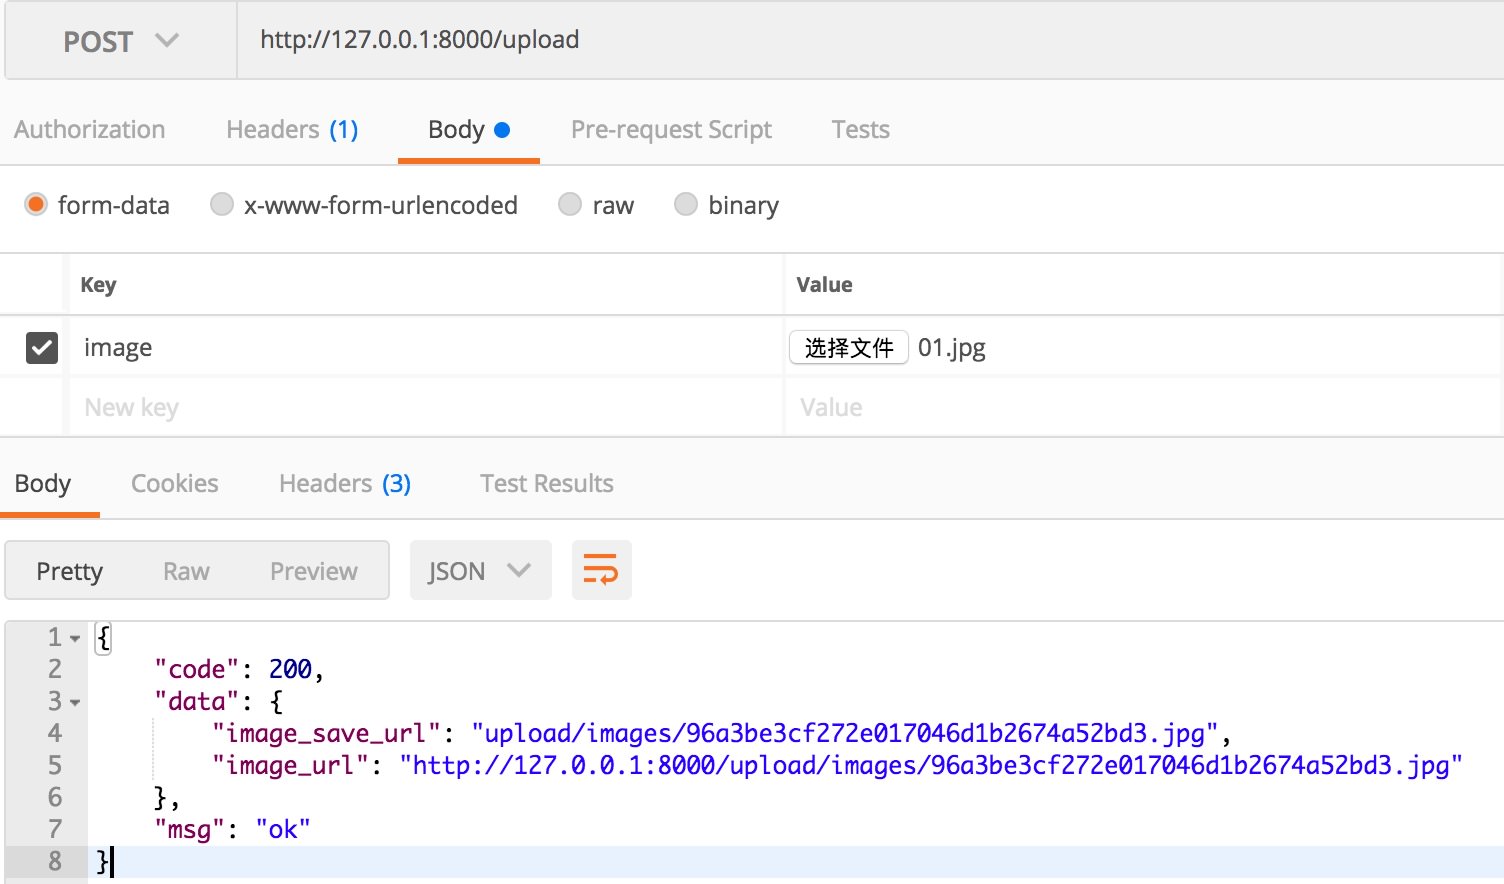 POST http://127.0.0.1:8000/upload
Authorization Headers (1) Body Pre-request Script Tests
form-data x-www-form-urlencoded raw binary
Key Value
image 选择文件 01.jpg
New key Value
Body Cookies Headers (3) Test Results
Pretty Raw Preview JSON
1 {
2 "code": 200,
3 "data": {
4 "image_save_url": "upload/images/96a3be3cf272e017046d1b2674a52bd3.jpg",
5 "image_url": "http://127.0.0.1:8000/upload/images/96a3be3cf272e017046d1b2674a52bd3.jpg"
6 },
7 "msg": "ok"
8 }